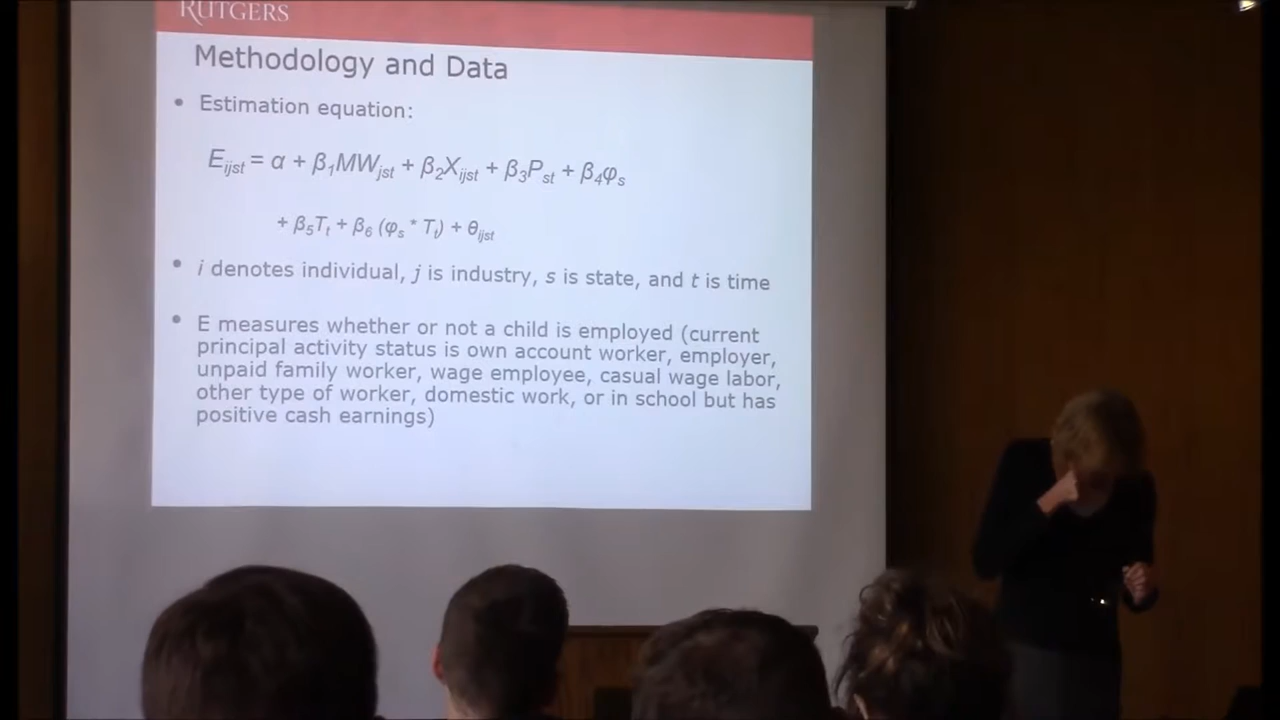 RUTGERS
Methodology and Data
• Estimation equation:
E_ijst = α + β_1MW_jst + β_2X_ijst + β_3P_st + β_4φ_s
+ β_5T_t + β_6 (φ_s * T_t) + θ_ijst
• i denotes individual, j is industry, s is state, and t is time
• E measures whether or not a child is employed (current
principal activity status is own account worker, employer,
unpaid family worker, wage employee, casual wage labor,
other type of worker, domestic work, or in school but has
positive cash earnings)